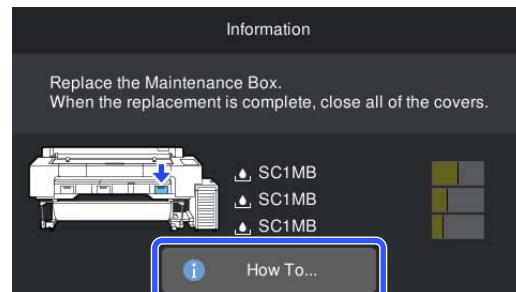 Information
Replace the Maintenance Box.
When the replacement is complete, close all of the covers.
SC1MB
SC1MB
SC1MB
How To...